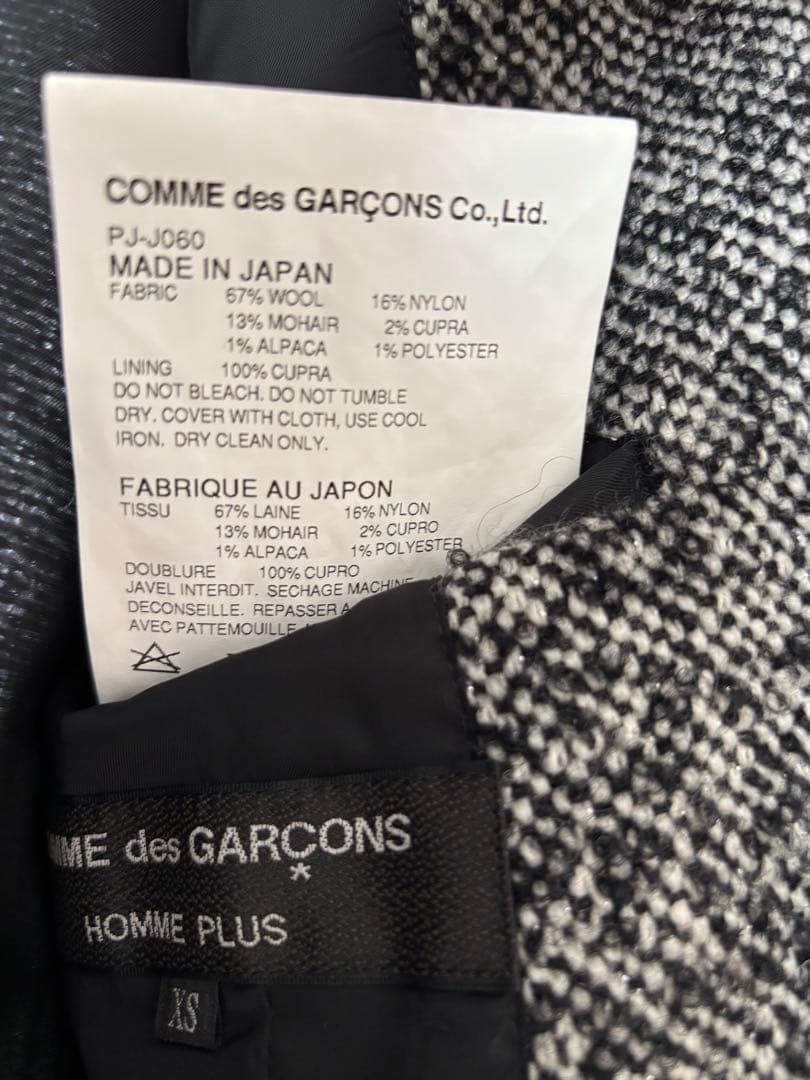 COMME des GARÇONS Co.,Ltd.
PJ-J060
MADE IN JAPAN
FABRIC 67% WOOL 16% NYLON
13% MOHAIR 2% CUPRA
1% ALPACA 1% POLYESTER
LINING 100% CUPRA
DO NOT BLEACH. DO NOT TUMBLE
DRY. COVER WITH CLOTH, USE COOL
IRON. DRY CLEAN ONLY.
FABRIQUE AU JAPON
TISSU 67% LAINE 16% NYLON
13% MOHAIR 2% CUPRO
1% ALPACA 1% POLYESTER
DOUBLURE 100% CUPRO
JAVEL INTERDIT. SECHAGE MACHINE
DECONSEILLE. REPASSER A
AVEC PATTEMOUILLE
MME des GARÇONS
HOMME PLUS
XS